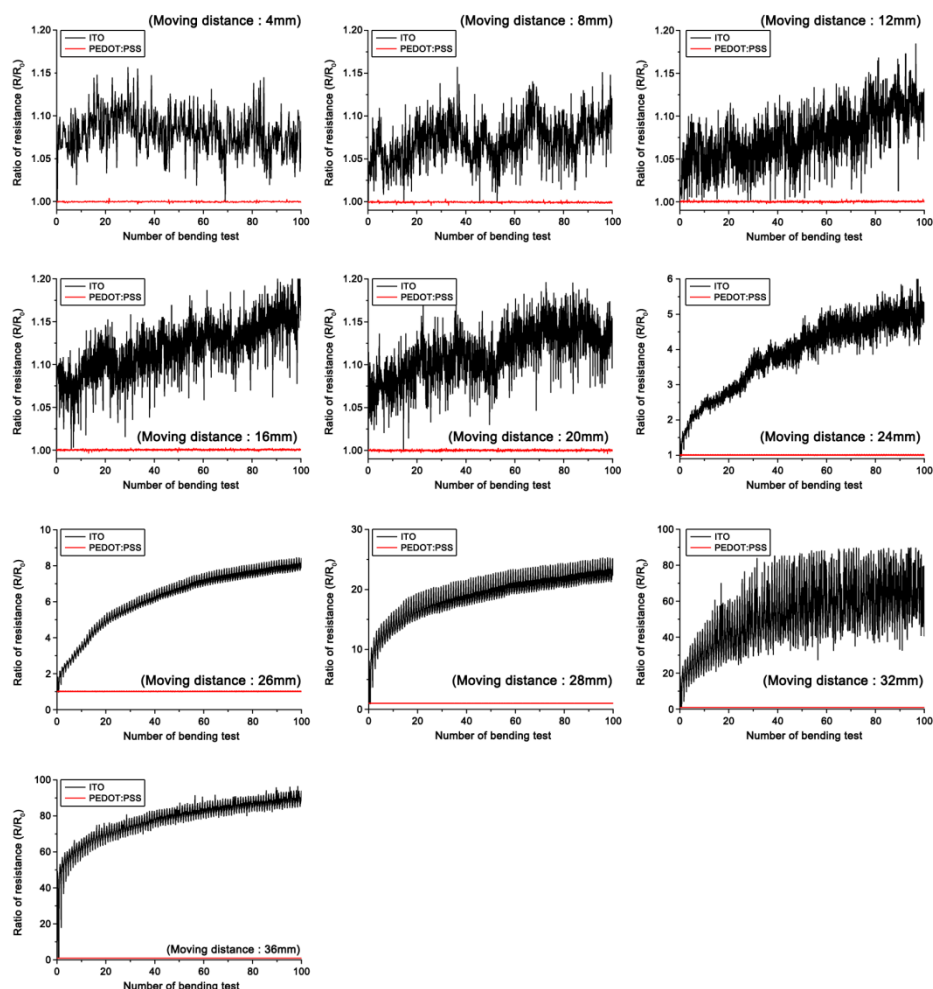 (Moving distance : 4mm)
1.20
1.15
1.10
1.05
1.00
ITO
PEDOT:PSS
Ratio of resistance (R/R₀)
0 20 40 60 80 100
Number of bending test
(Moving distance : 8mm)
1.20
1.15
1.10
1.05
1.00
ITO
PEDOT:PSS
Ratio of resistance (R/R₀)
0 20 40 60 80 100
Number of bending test
(Moving distance : 12mm)
1.20
1.15
1.10
1.05
1.00
ITO
PEDOT:PSS
Ratio of resistance (R/R₀)
0 20 40 60 80 100
Number of bending test
1.20
1.15
1.10
1.05
1.00
ITO
PEDOT:PSS
Ratio of resistance (R/R₀)
(Moving distance : 16mm)
0 20 40 60 80 100
Number of bending test
1.20
1.15
1.10
1.05
1.00
ITO
PEDOT:PSS
Ratio of resistance (R/R₀)
(Moving distance : 20mm)
0 20 40 60 80 100
Number of bending test
6
5
4
3
2
1
ITO
PEDOT:PSS
Ratio of resistance (R/R₀)
(Moving distance : 24mm)
0 20 40 60 80 100
Number of bending test
10
8
6
4
2
0
ITO
PEDOT:PSS
Ratio of resistance (R/R₀)
(Moving distance : 26mm)
0 20 40 60 80 100
Number of bending test
30
20
10
0
ITO
PEDOT:PSS
Ratio of resistance (R/R₀)
(Moving distance : 28mm)
0 20 40 60 80 100
Number of bending test
100
80
60
40
20
0
ITO
PEDOT:PSS
Ratio of resistance (R/R₀)
(Moving distance : 32mm)
0 20 40 60 80 100
Number of bending test
100
80
60
40
20
0
ITO
PEDOT:PSS
Ratio of resistance (R/R₀)
(Moving distance : 36mm)
0 20 40 60 80 100
Number of bending test